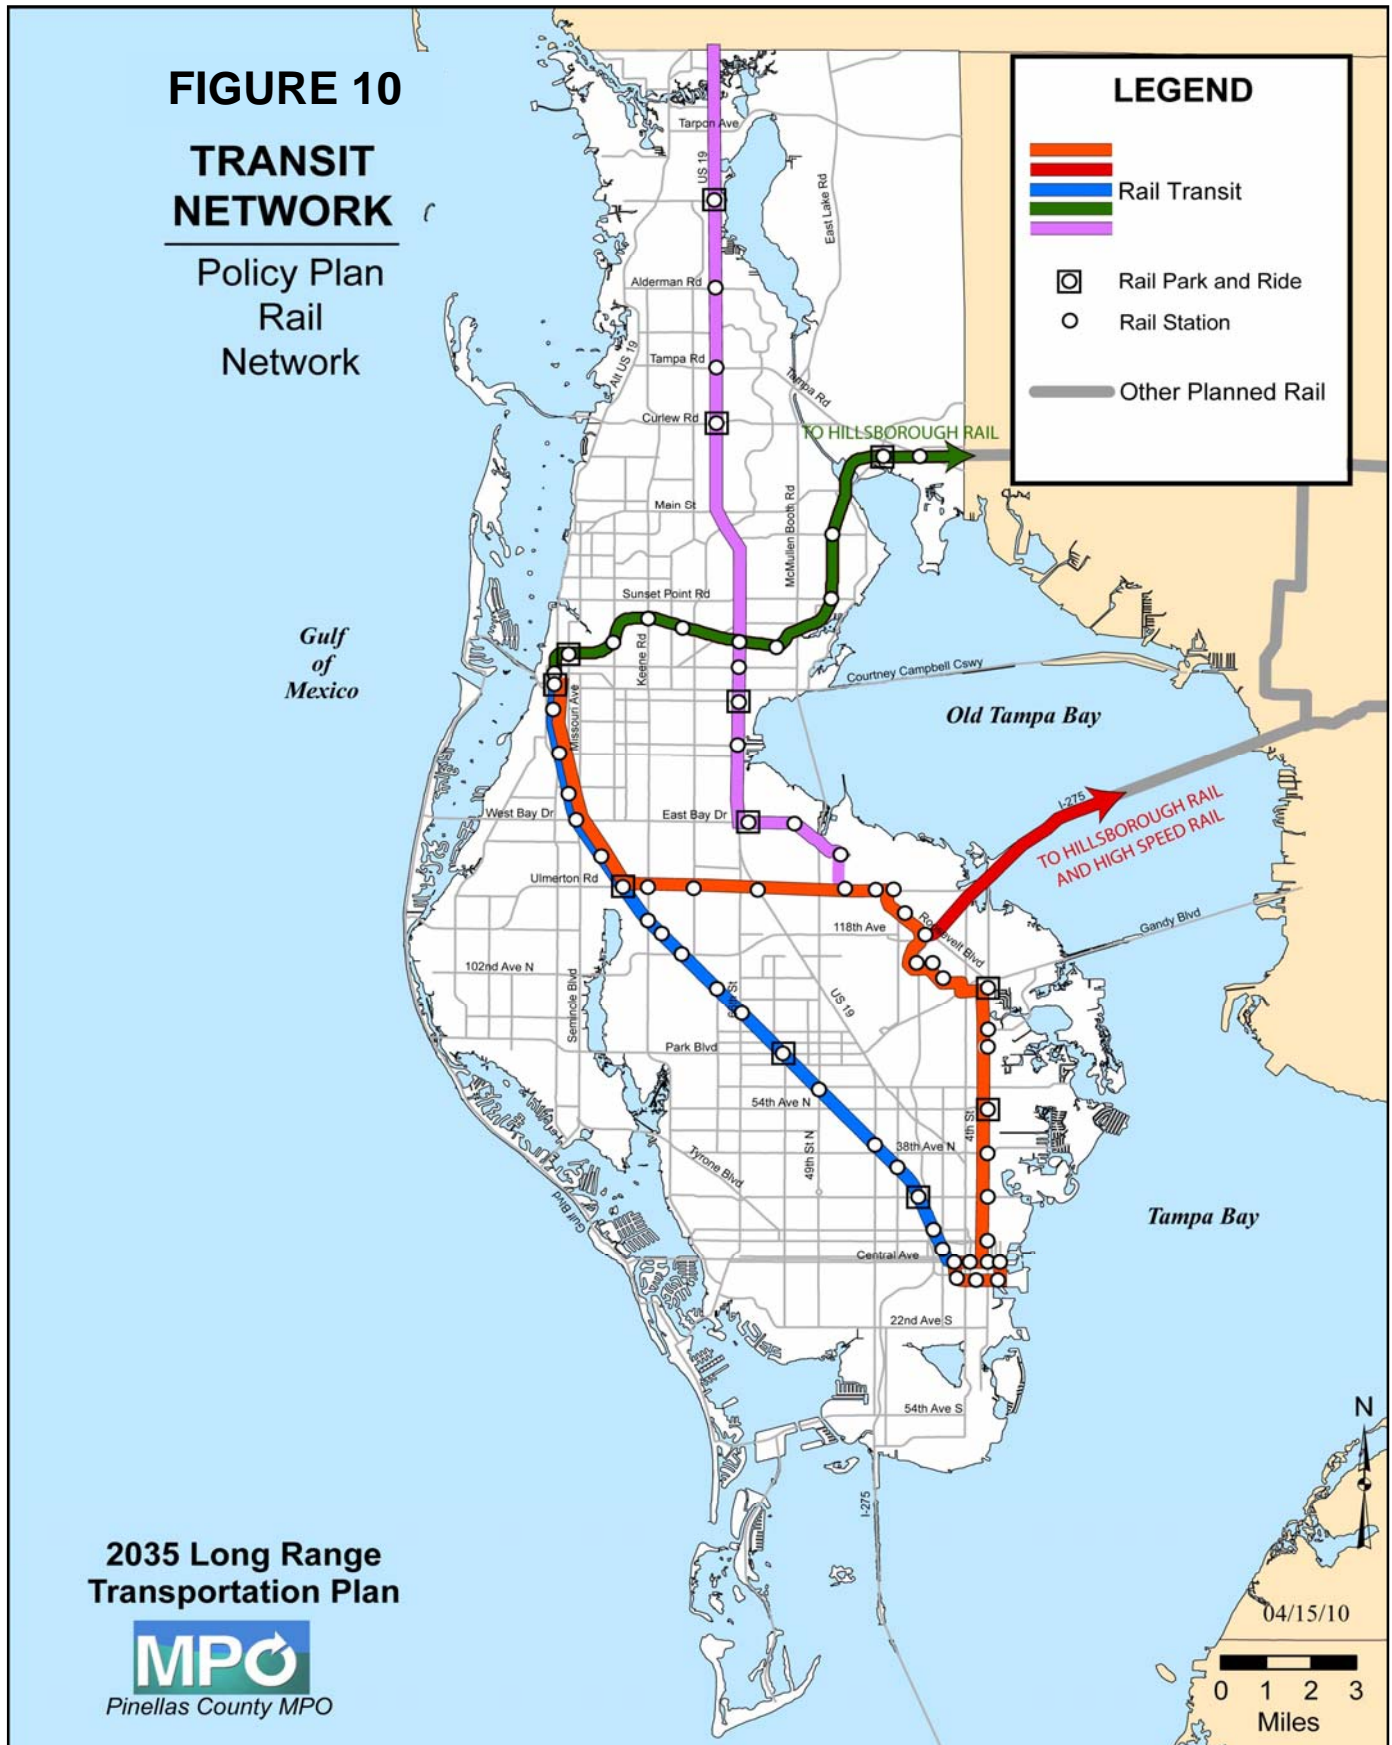 FIGURE 10
TRANSIT
NETWORK
Policy Plan
Rail
Network
LEGEND
Rail Transit
Rail Park and Ride
Rail Station
Other Planned Rail
Tarpon Ave
US 19
East Lake Rd
Alderman Rd
Alt US 19
Tampa Rd
Tampa Rd
Curlew Rd
TO HILLSBOROUGH RAIL
Main St
McMullen Booth Rd
Sunset Point Rd
Keene Rd
Gulf
of
Mexico
Missouri Ave
Courtney Campbell Cswy
Old Tampa Bay
I-275
TO HILLSBOROUGH RAIL
AND HIGH SPEED RAIL
West Bay Dr
East Bay Dr
Ulmerton Rd
118th Ave
Roosevelt Blvd
Gandy Blvd
102nd Ave N
Seminole Blvd
US 19
Park Blvd
54th Ave N
4th St
38th Ave N
49th St N
Tyrone Blvd
Gulf Blvd
Tampa Bay
Central Ave
22nd Ave S
54th Ave S
I-275
N
2035 Long Range
Transportation Plan
MPO
Pinellas County MPO
04/15/10
0 1 2 3
Miles